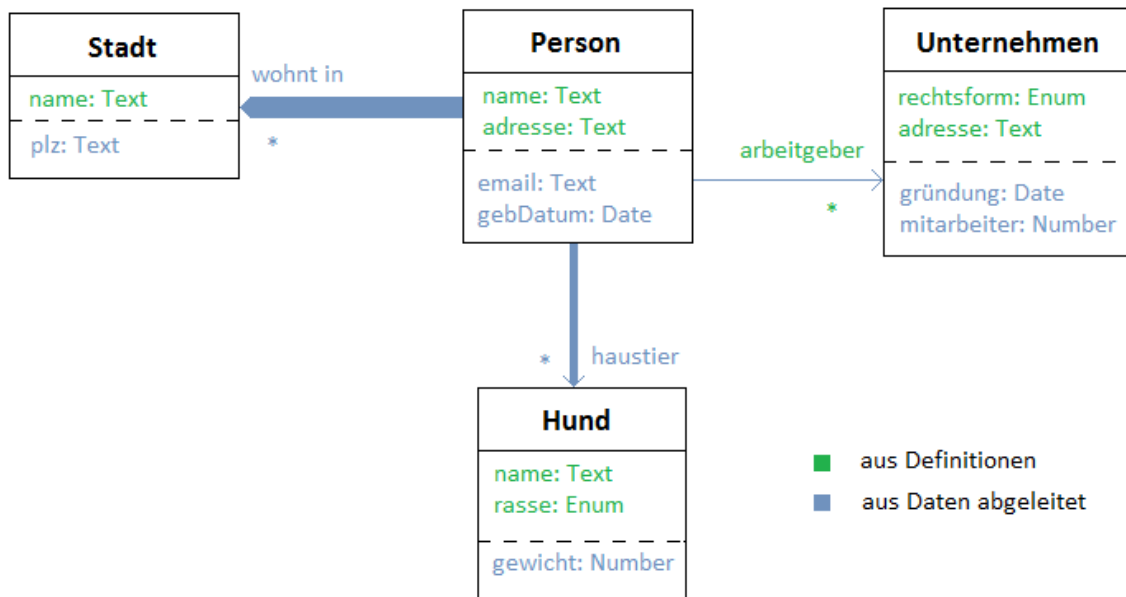 Stadt
name: Text
plz: Text
wohnt in
*
Person
name: Text
adresse: Text
email: Text
gebDatum: Date
arbeitgeber
*
Unternehmen
rechtsform: Enum
adresse: Text
gründung: Date
mitarbeiter: Number
* haustier
Hund
name: Text
rasse: Enum
gewicht: Number
aus Definitionen
aus Daten abgeleitet